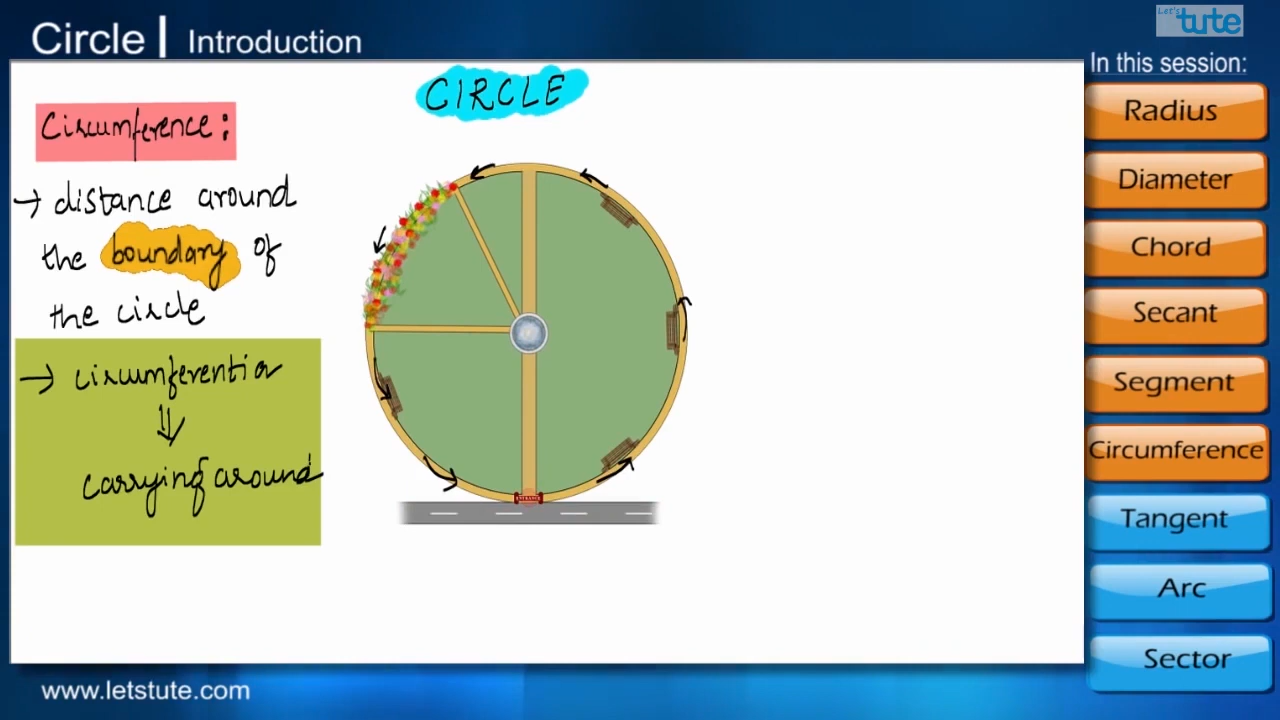 Let's
tute
Circle | Introduction
In this session:
CIRCLE
Circumference:
→ distance around
the boundary of
the circle
→ circumferentia
⇓
carrying around
ENTRANCE
Radius
Diameter
Chord
Secant
Segment
Circumference
Tangent
Arc
Sector
www.letstute.com